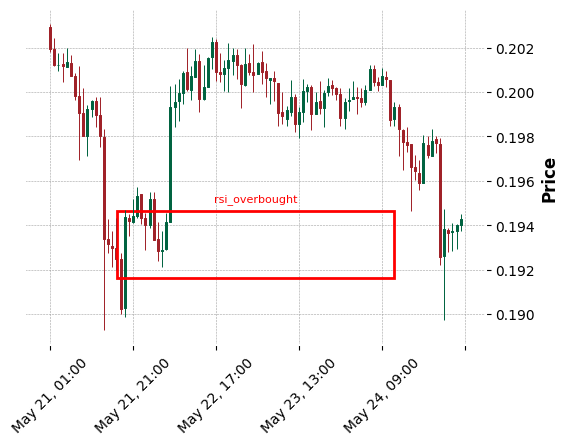 0.202
0.200
0.198
0.196
0.194
0.192
0.190
Price
rsi_overbought
May 21, 01:00
May 21, 21:00
May 22, 17:00
May 23, 13:00
May 24, 09:00